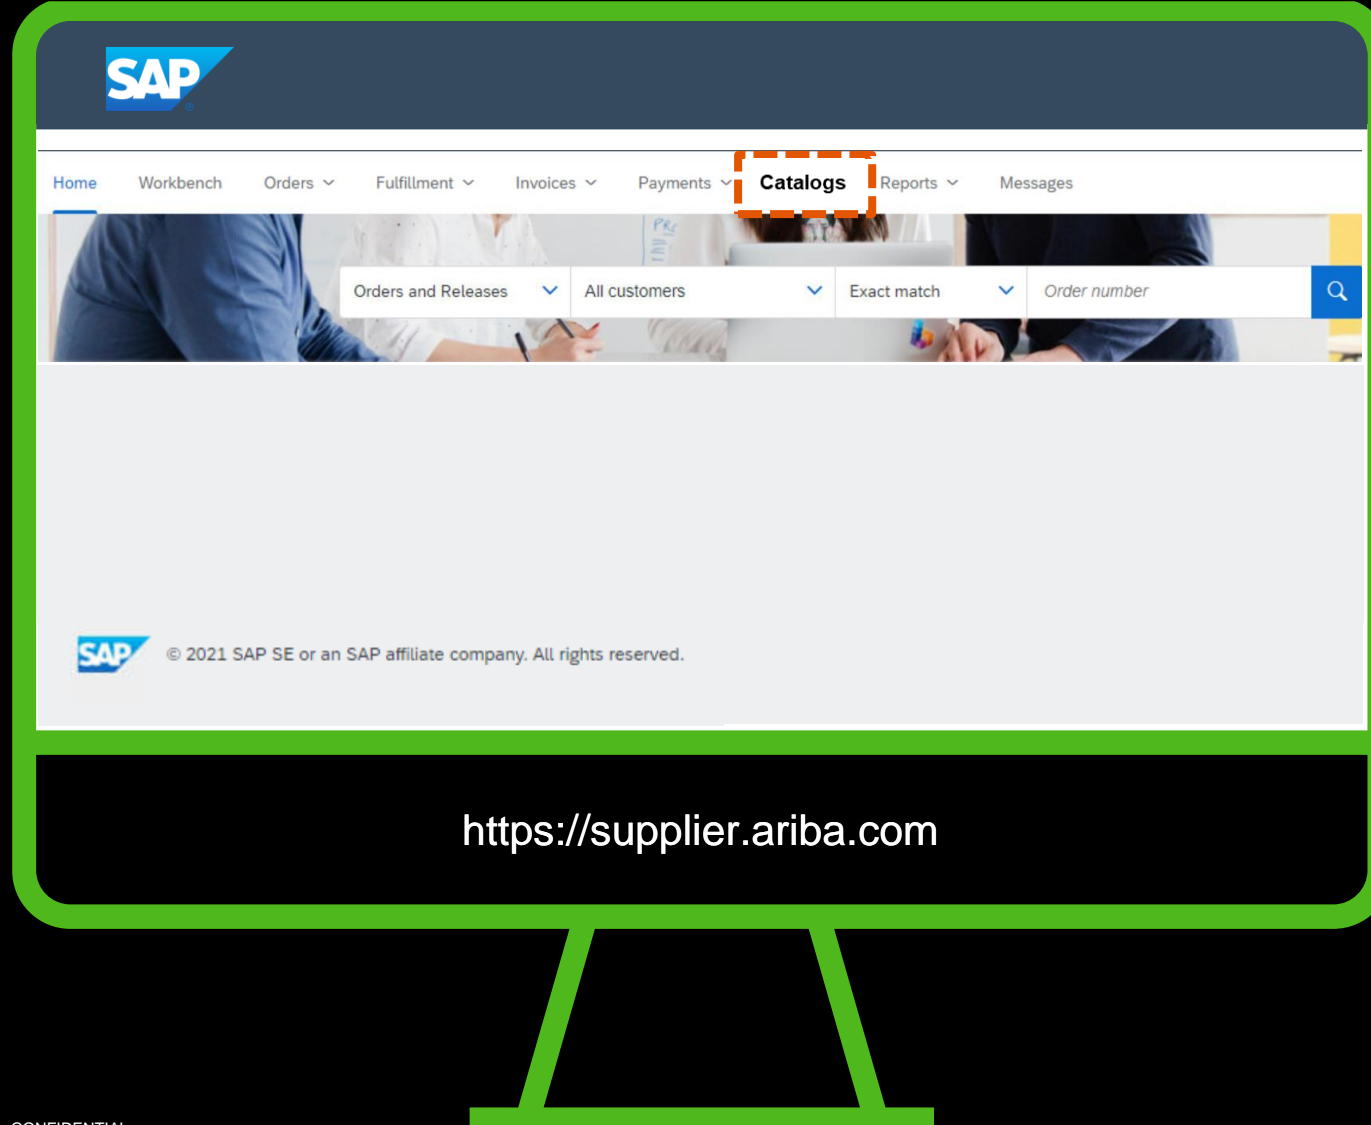 SAP
Home Workbench Orders Fulfillment Invoices Payments Catalogs Reports Messages
Orders and Releases All customers Exact match Order number
SAP © 2021 SAP SE or an SAP affiliate company. All rights reserved.
https://supplier.ariba.com
CONFIDENTIAL